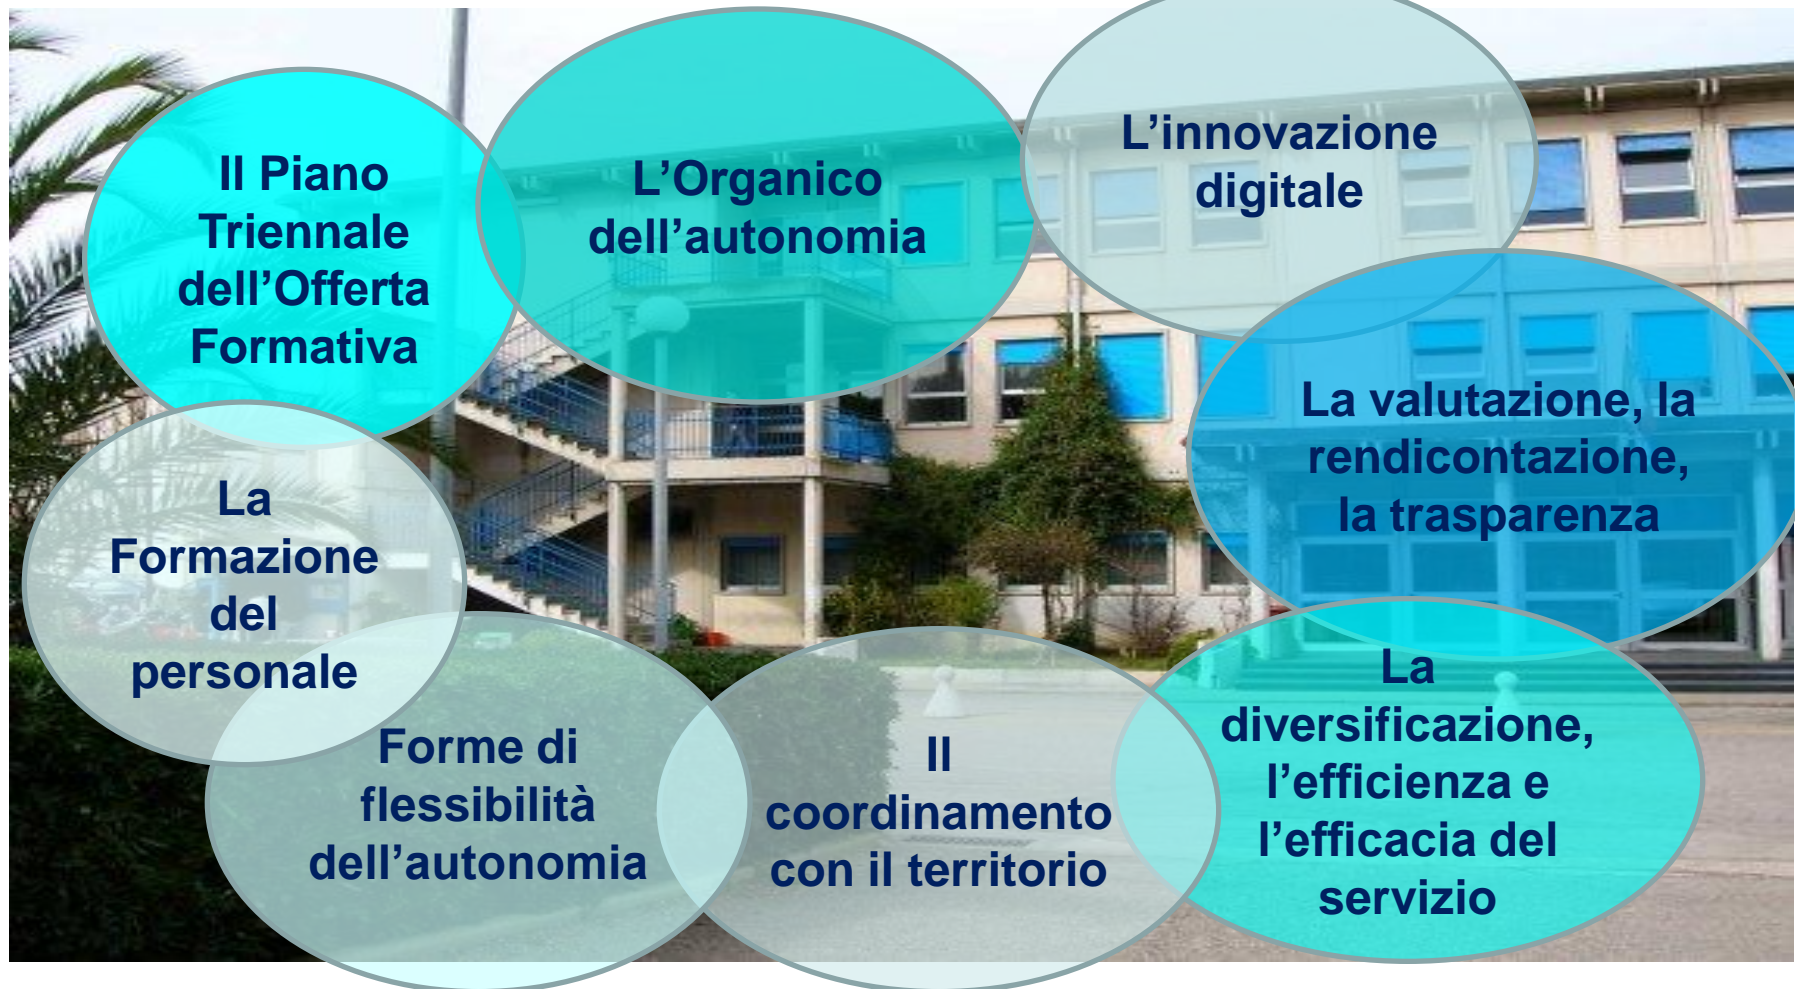 Il Piano
Triennale
dell’Offerta
Formativa
L’Organico
dell’autonomia
L’innovazione
digitale
La valutazione, la
rendicontazione,
la trasparenza
La
diversificazione,
l’efficienza e
l’efficacia del
servizio
Il
coordinamento
con il territorio
Forme di
flessibilità
dell’autonomia
La
Formazione
del
personale